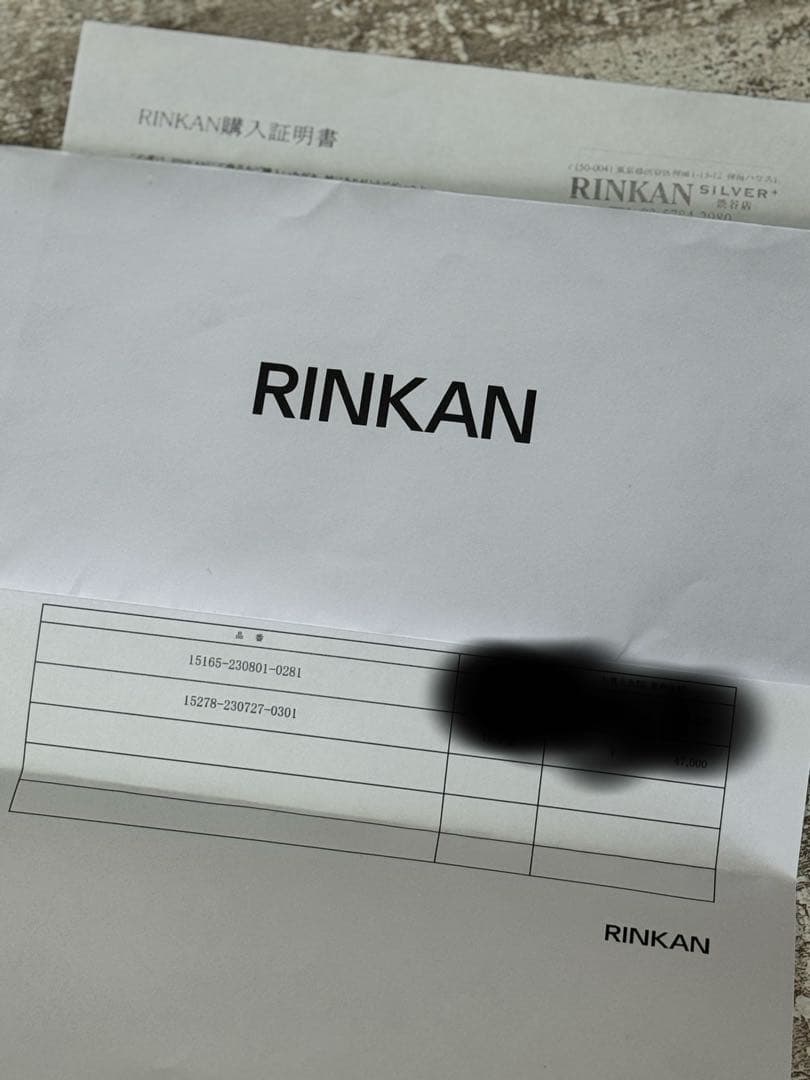 RINKAN購入証明書
RINKAN SILVER+
渋谷店
RINKAN
品 番
15165-230801-0281
15278-230727-0301
47,000
RINKAN